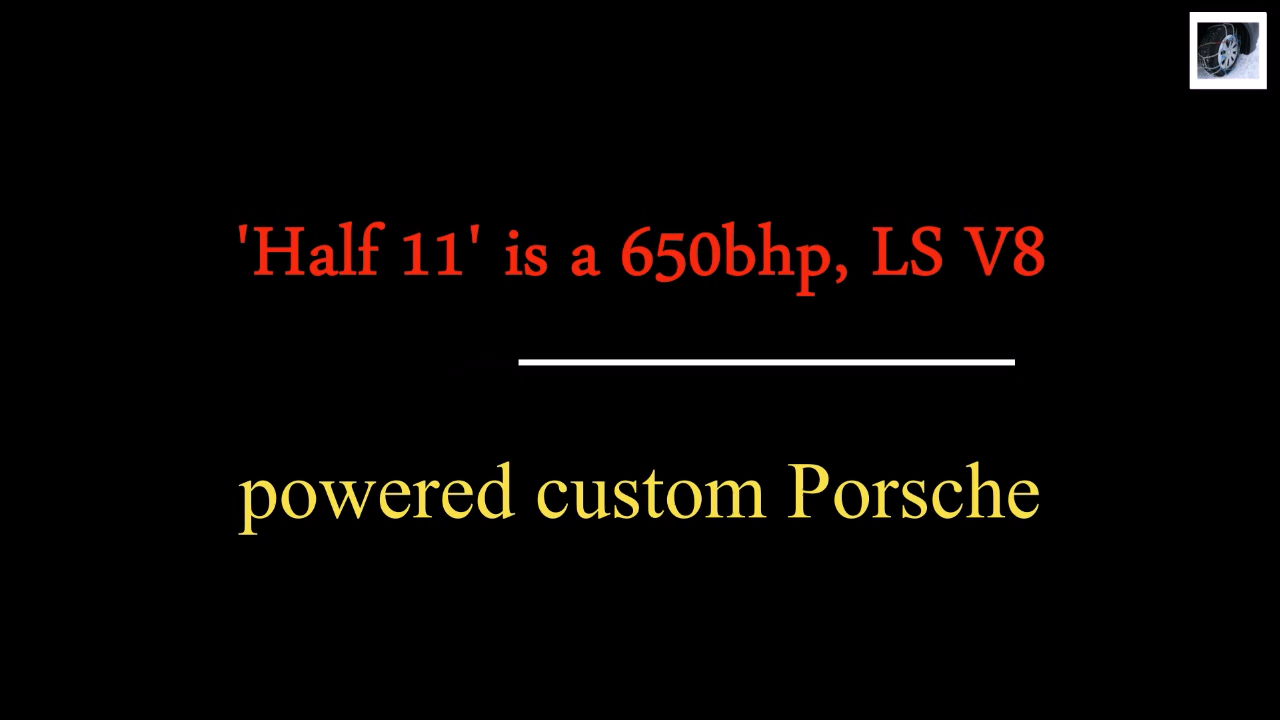 'Half 11' is a 650bhp, LS V8
powered custom Porsche